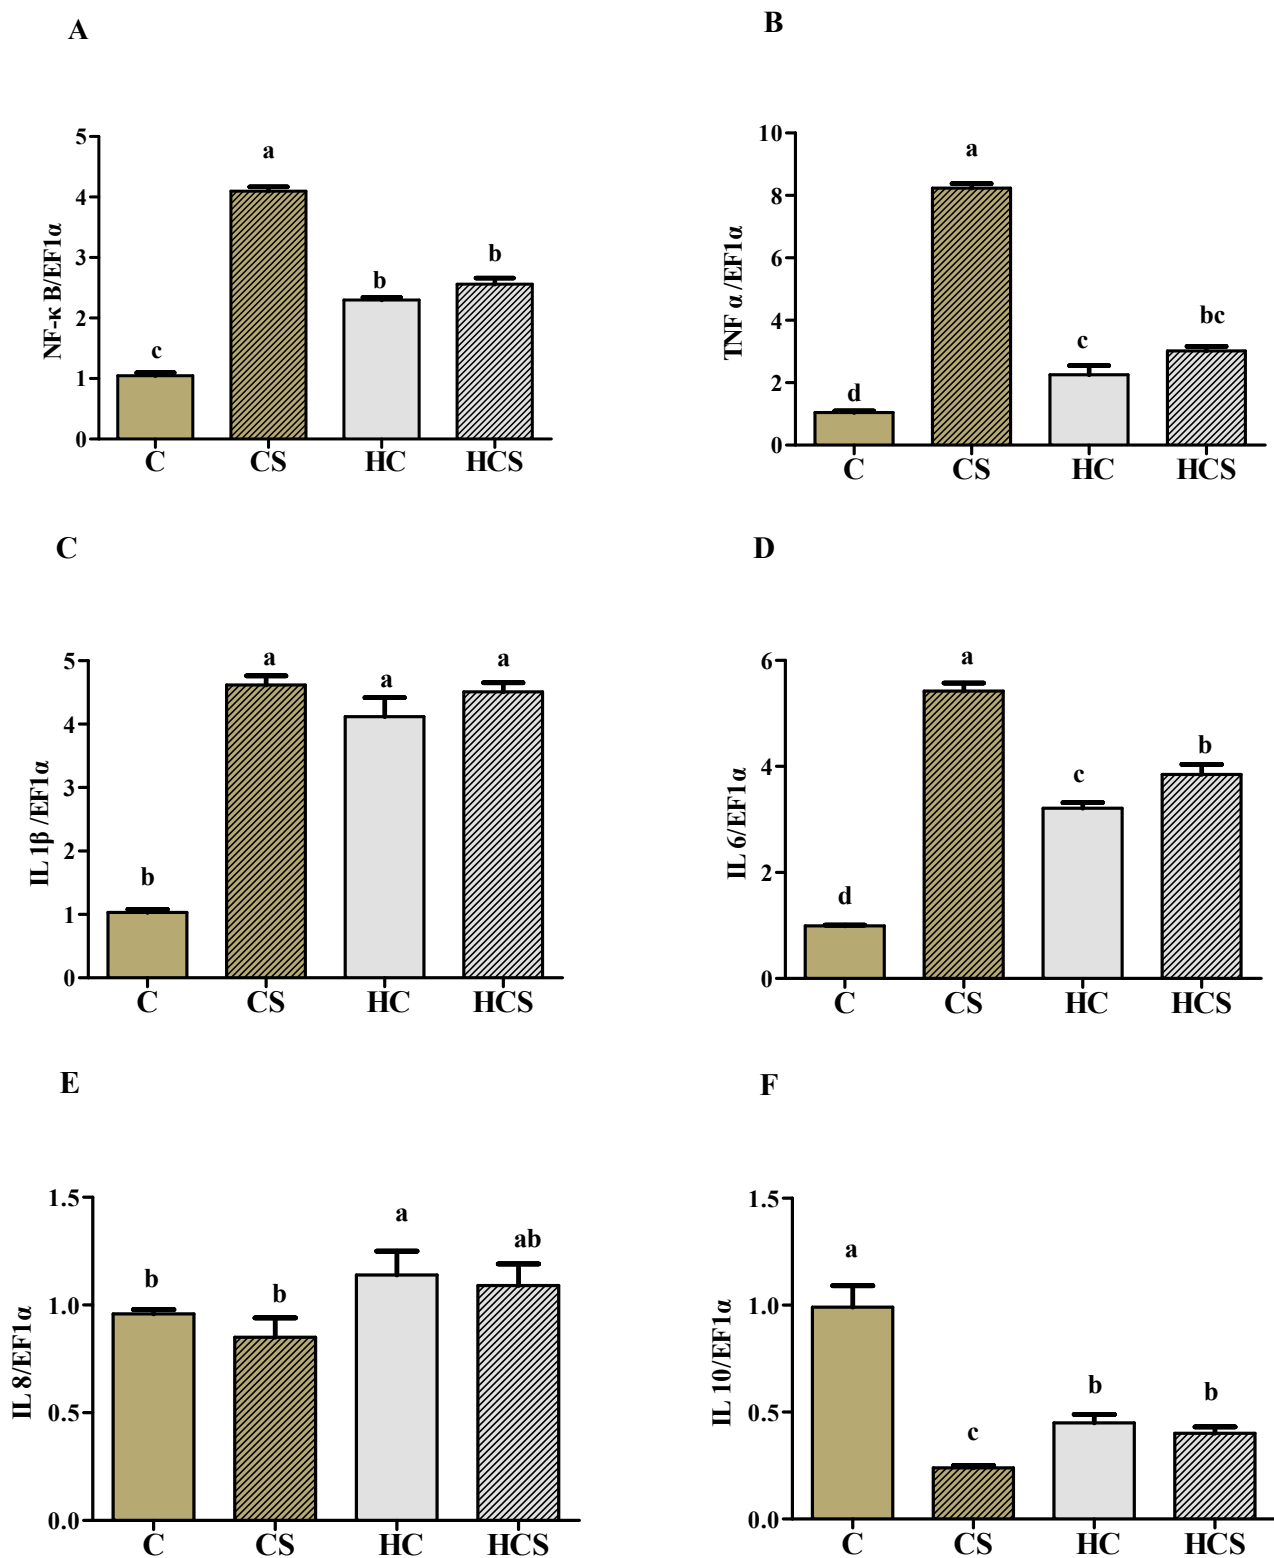 A
NF-κ B/EF1α
5
4
3
2
1
0
c
a
b
b
C CS HC HCS
B
TNF α /EF1α
10
8
6
4
2
0
d
a
c
bc
C CS HC HCS
C
IL 1β /EF1α
5
4
3
2
1
0
b
a
a
a
C CS HC HCS
D
IL 6/EF1α
6
4
2
0
d
a
c
b
C CS HC HCS
E
IL 8/EF1α
1.5
1.0
0.5
0.0
b
b
a
ab
C CS HC HCS
F
IL 10/EF1α
1.5
1.0
0.5
0.0
a
c
b
b
C CS HC HCS